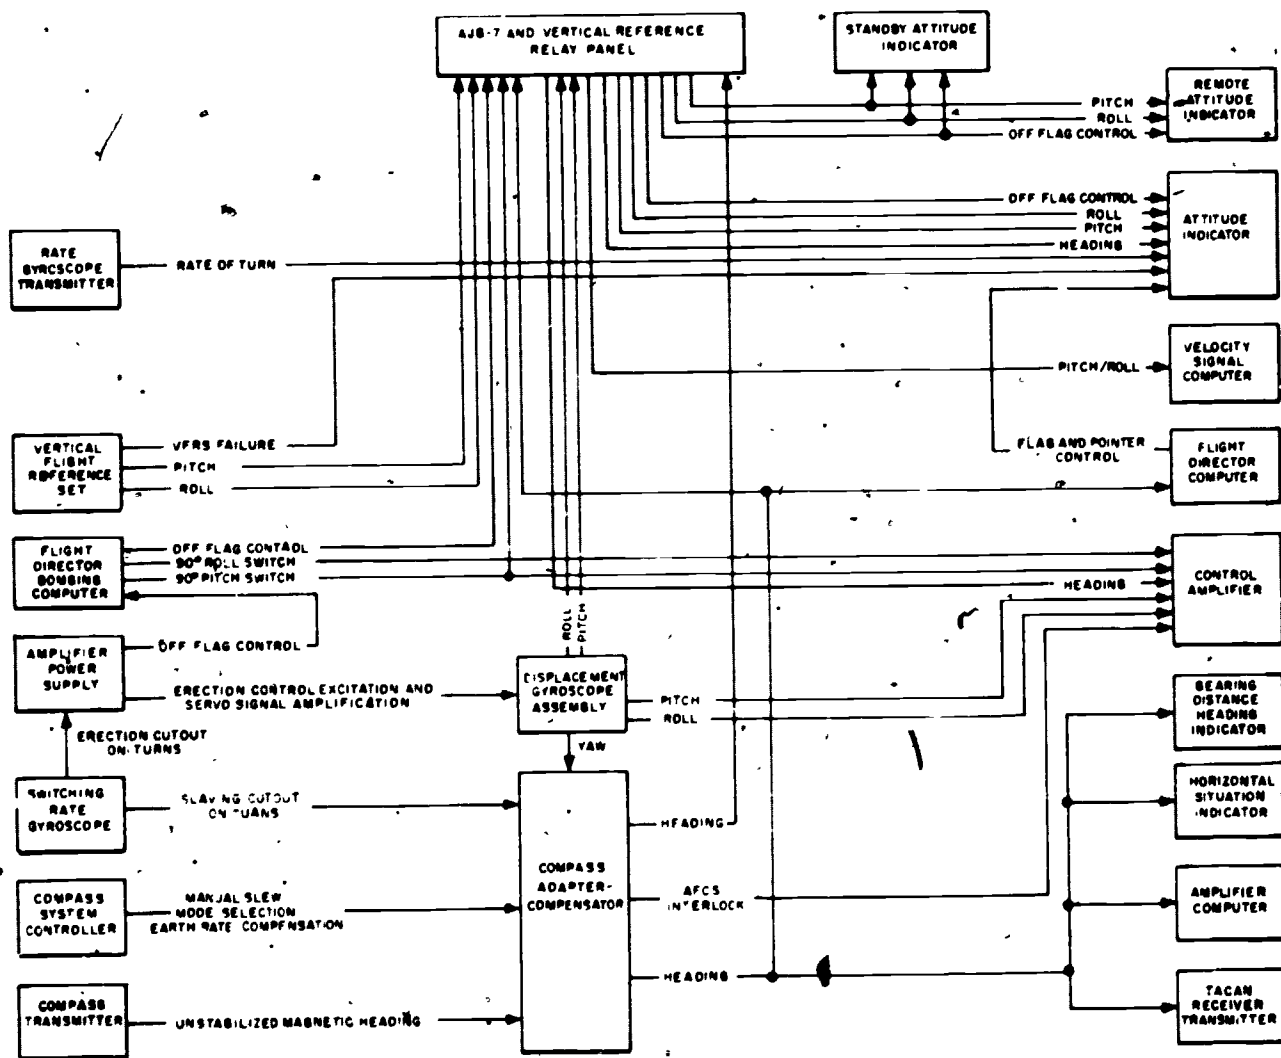 AJB-7 AND VERTICAL REFERENCE
RELAY PANEL
STANDBY ATTITUDE
INDICATOR
REMOTE
ATTITUDE
INDICATOR
PITCH
ROLL
OFF FLAG CONTROL
OFF FLAG CONTROL
ROLL
PITCH
HEADING
ATTITUDE
INDICATOR
RATE
GYRCSCOPE
TRANSMITTER
RATE OF TURN
PITCH/ROLL
VELOCITY
SIGNAL
COMPUTER
VERTICAL
FLIGHT
REFERENCE
SET
VFRS FAILURE
PITCH
ROLL
FLAG AND POINTER
CONTROL
FLIGHT
DIRECTOR
COMPUTER
FLIGHT
DIRECTOR
BOMBING
COMPUTER
OFF FLAG CONTROL
90° ROLL SWITCH
90° PITCH SWITCH
HEADING
CONTROL
AMPLIFIER
ROLL
PITCH
AMPLIFIER
POWER
SUPPLY
OFF FLAG CONTROL
ERECTION CONTROL EXCITATION AND
SERVO SIGNAL AMPLIFICATION
DISPLACEMENT
GYROSCOPE
ASSEMBLY
PITCH
ROLL
BEARING
DISTANCE
HEADING
INDICATOR
ERECTION CUTOUT
ON TURNS
YAW
SWITCHING
RATE
GYROSCOPE
SLAVING CUTOUT
ON TURNS
HEADING
HORIZONTAL
SITUATION
INDICATOR
COMPASS
ADAPTER-
COMPENSATOR
COMPASS
SYSTEM
CONTROLLER
MANUAL SLEW
MODE SELECTION
EARTH RATE COMPENSATION
AFCS
INTERLOCK
AMPLIFIER
COMPUTER
HEADING
COMPASS
TRANSMITTER
UNSTABILIZED MAGNETIC HEADING
TACAN
RECEIVER
TRANSMITTER